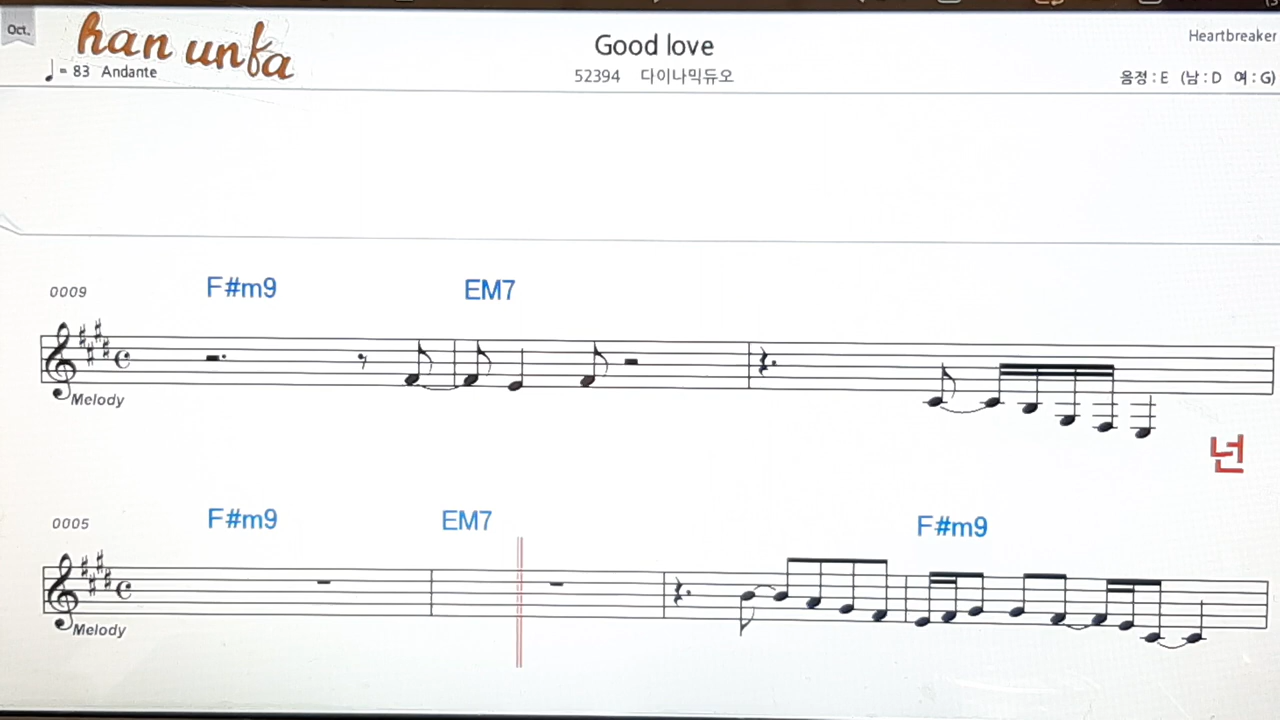 Oct.
han unfa
♩ = 83 Andante
Good love
52394 다이나믹듀오
Heartbreaker
음정 : E (남 : D 여 : G)
0009
F#m9 EM7
Melody
넌
0005
F#m9 EM7 F#m9
Melody